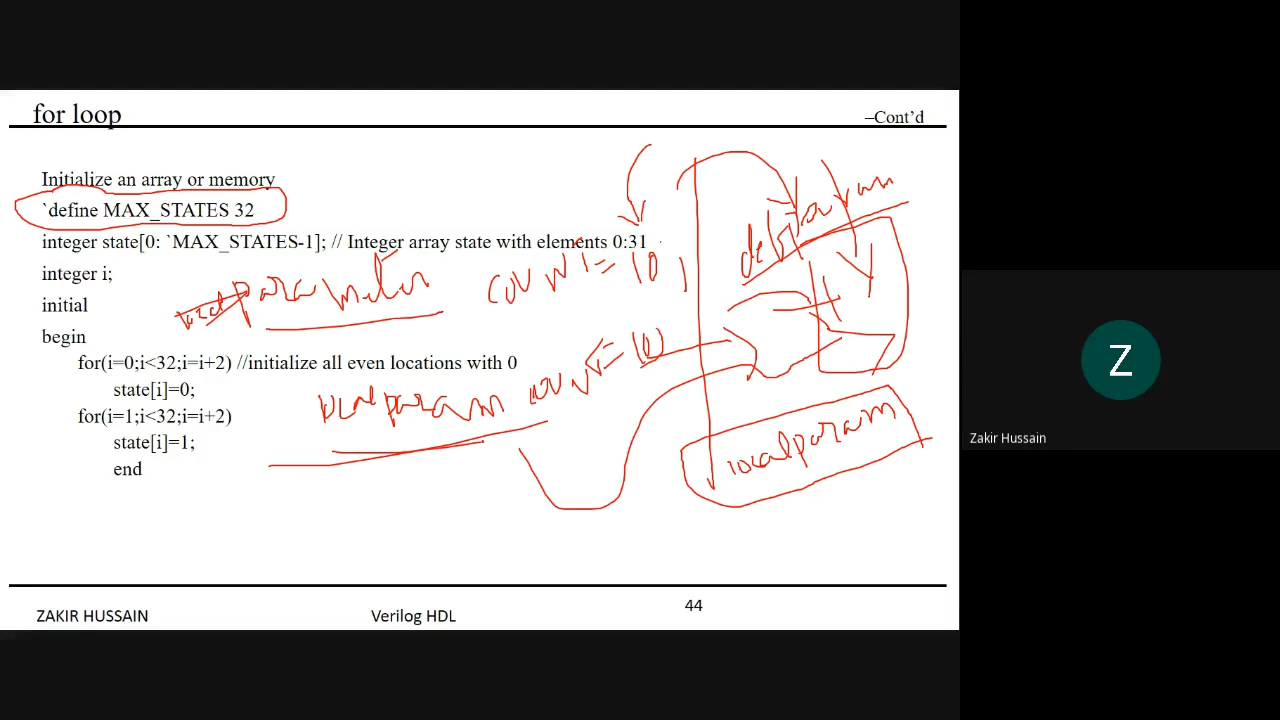 for loop
–Cont'd
Initialize an array or memory
`define MAX_STATES 32
integer state[0: `MAX_STATES-1]; // Integer array state with elements 0:31
integer i;
parameter count = 10;
initial
begin
for(i=0;i<32;i=i+2) //initialize all even locations with 0
state[i]=0;
localparam count = 10
for(i=1;i<32;i=i+2)
state[i]=1;
end
defparam
localparam
44
ZAKIR HUSSAIN
Verilog HDL
Z
Zakir Hussain